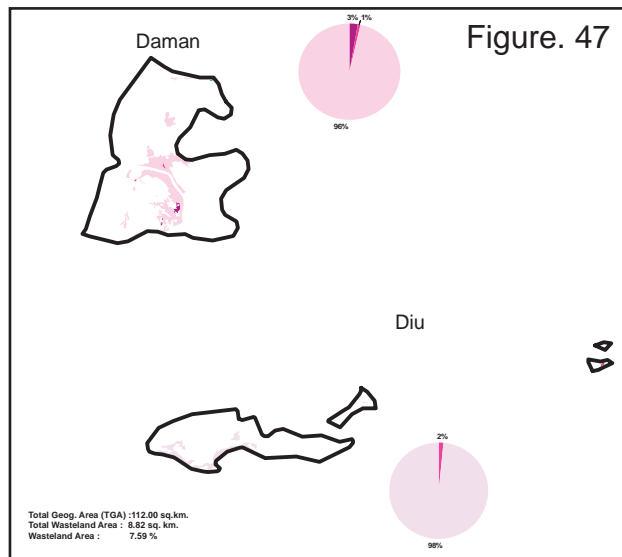 Figure. 47
Daman
3% 1%
96%
Diu
2%
98%
Total Geog. Area (TGA) :112.00 sq.km.
Total Wasteland Area : 8.82 sq. km.
Wasteland Area : 7.59 %